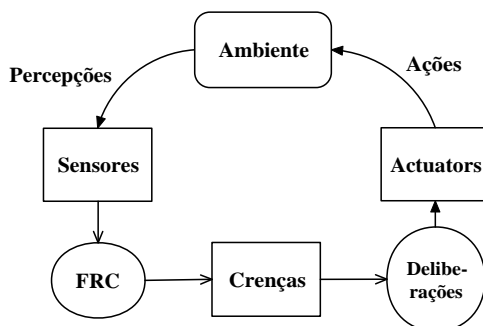 Ambiente
Percepções
Ações
Sensores
Actuators
FRC
Crenças
Delibe-
rações